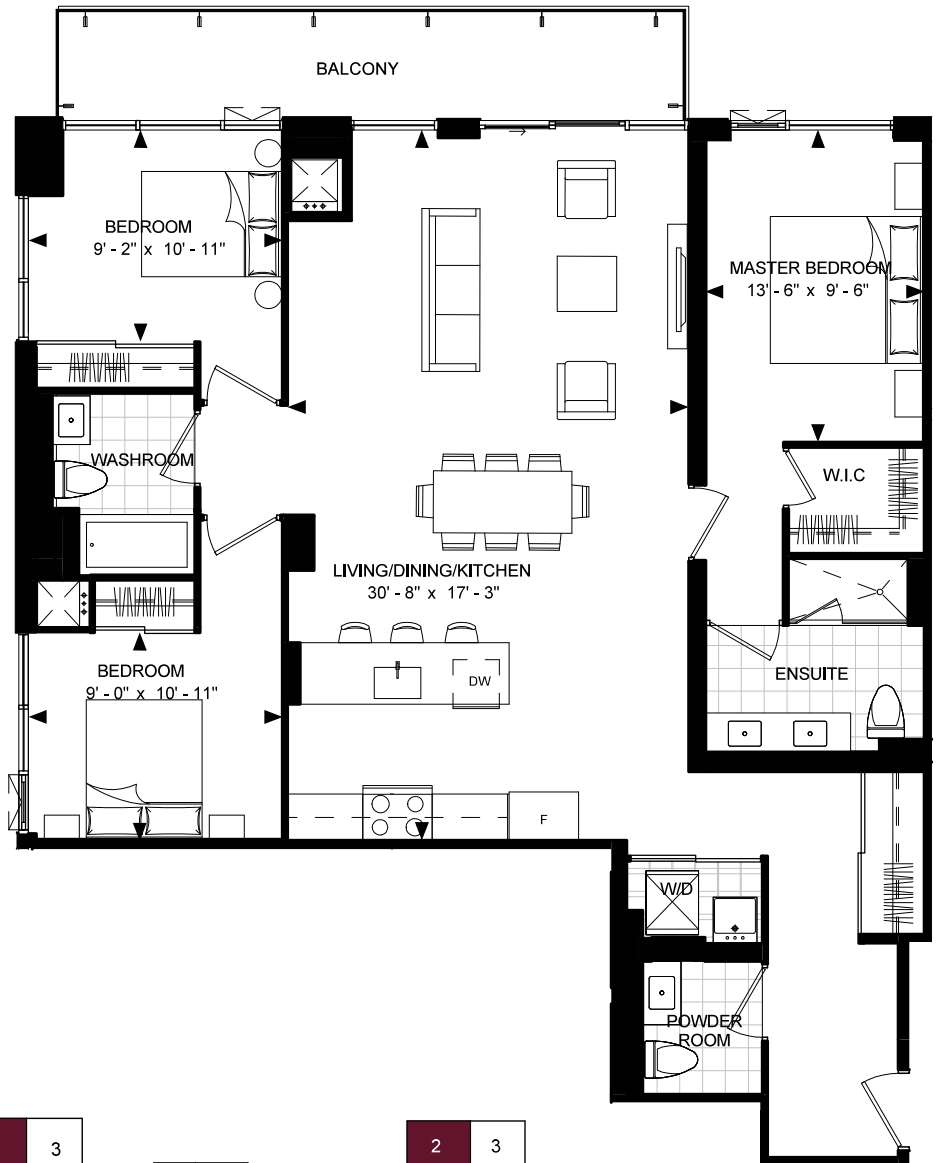 BALCONY
BEDROOM
9' - 2" x 10' - 11"
MASTER BEDROOM
13' - 6" x 9' - 6"
WASHROOM
W.I.C
LIVING/DINING/KITCHEN
30' - 8" x 17' - 3"
BEDROOM
9' - 0" x 10' - 11"
DW
ENSUITE
F
W/D
POWDER
ROOM
3
2 3